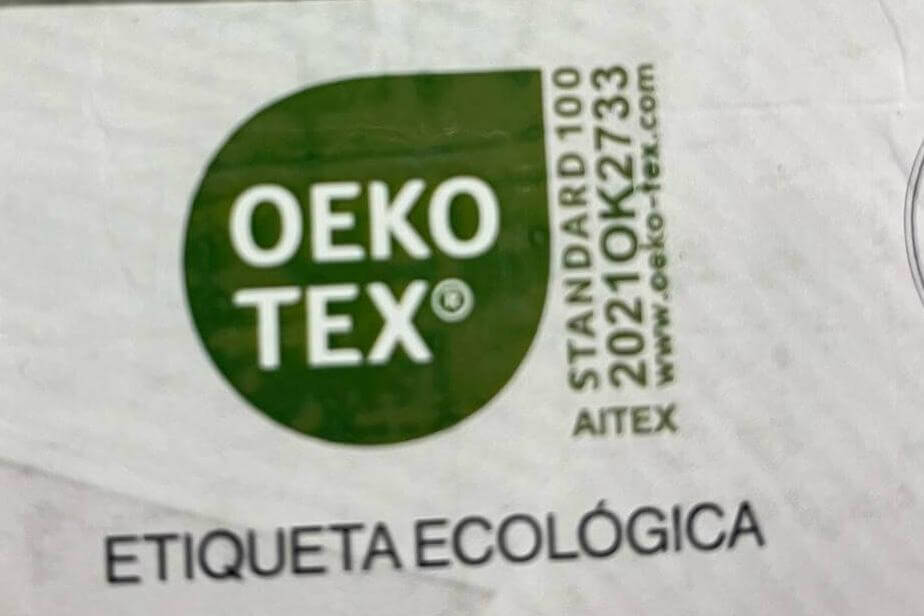 OEKO
TEX®
STANDARD 100
2021OK2733
www.oeko-tex.com
AITEX
ETIQUETA ECOLÓGICA